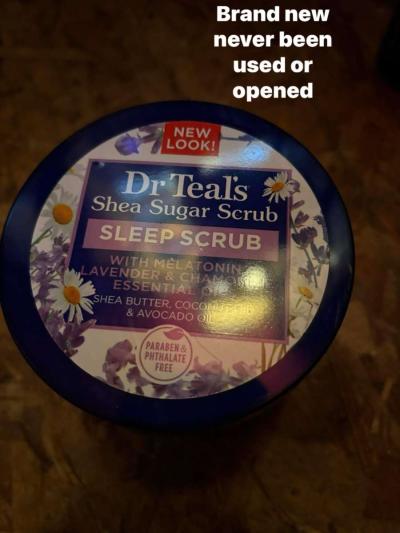 Brand new
never been
used or
opened
NEW
LOOK!
Dr Teal's
Shea Sugar Scrub
SLEEP SCRUB
WITH MELATONIN,
LAVENDER &
ESSENTIAL
SHEA BUTTER,
& AVOCADO OIL
PARABEN &
PHTHALATE
FREE